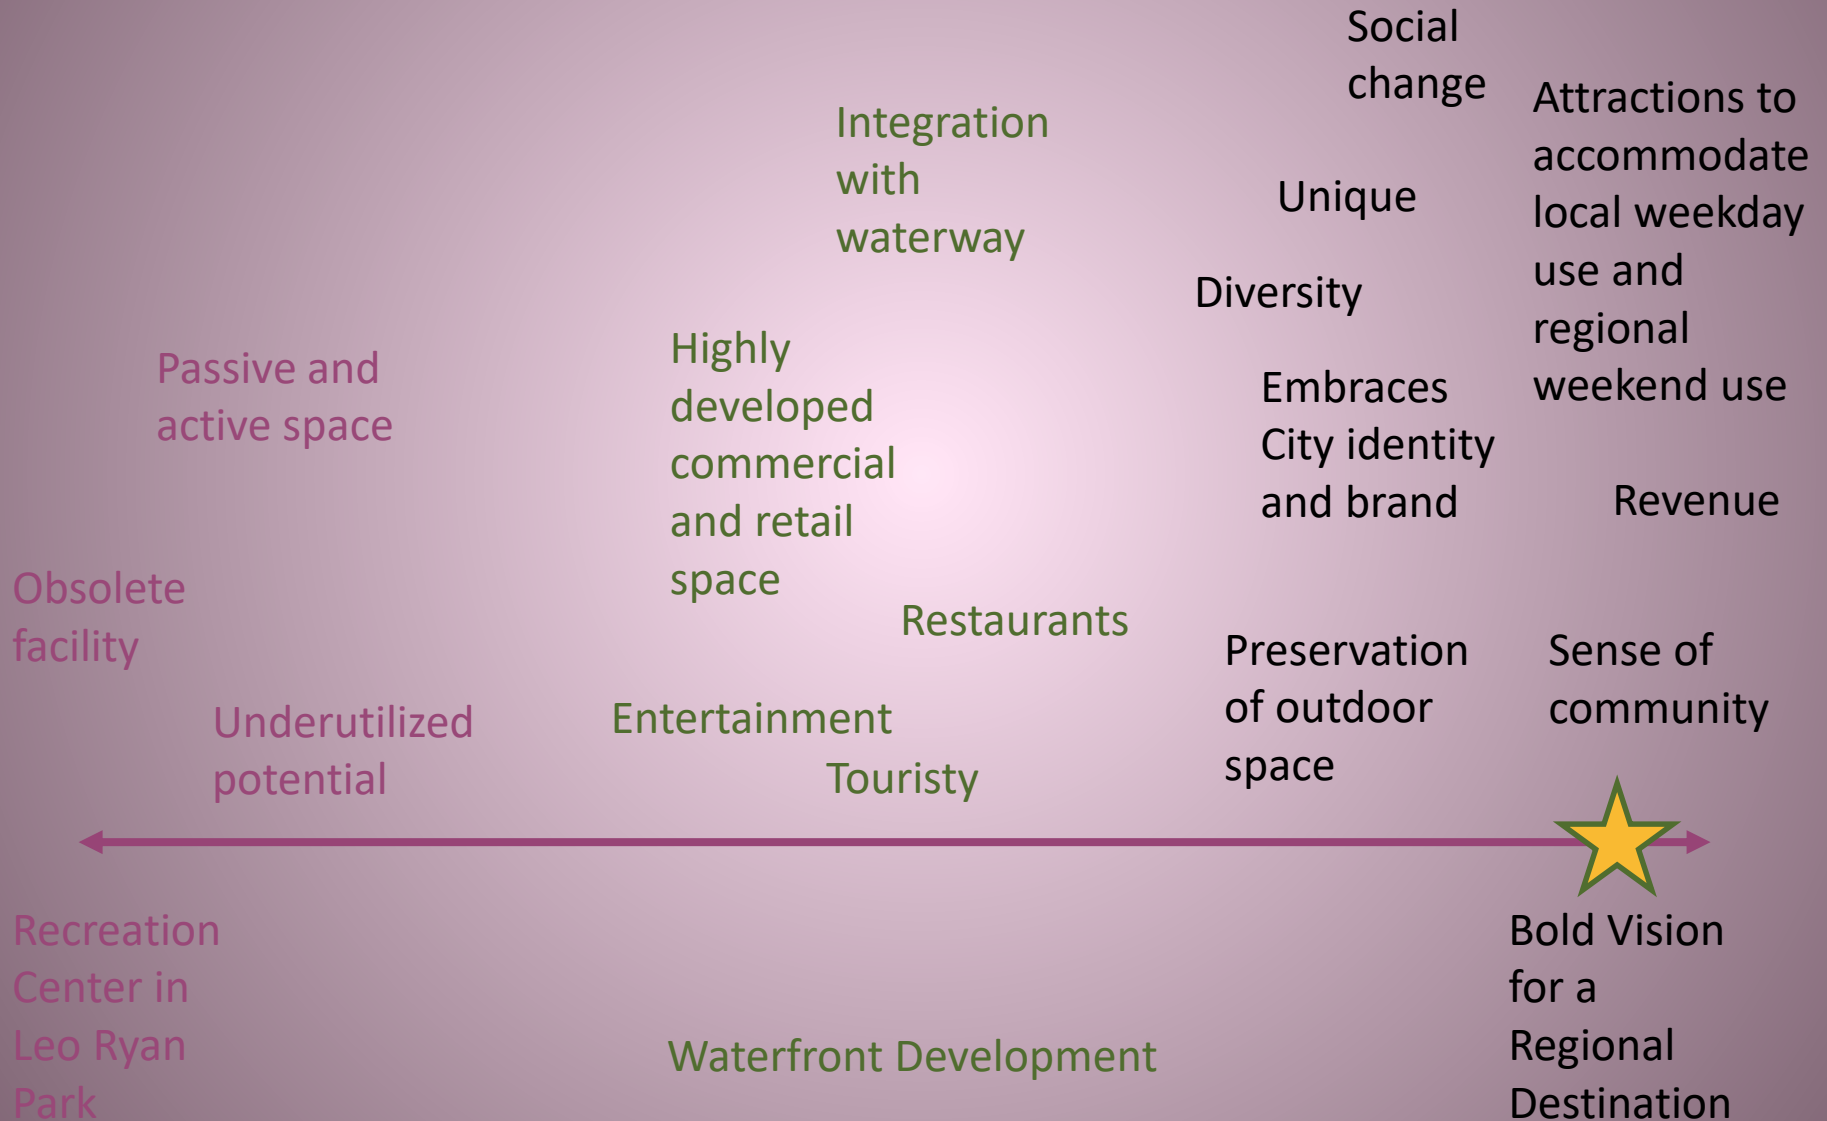 Passive and
active space
Obsolete
facility
Underutilized
potential
Recreation
Center in
Leo Ryan
Park
Integration
with
waterway
Highly
developed
commercial
and retail
space
Restaurants
Entertainment
Touristy
Waterfront Development
Social
change
Unique
Diversity
Embraces
City identity
and brand
Preservation
of outdoor
space
Attractions to
accommodate
local weekday
use and
regional
weekend use
Revenue
Sense of
community
Bold Vision
for a
Regional
Destination